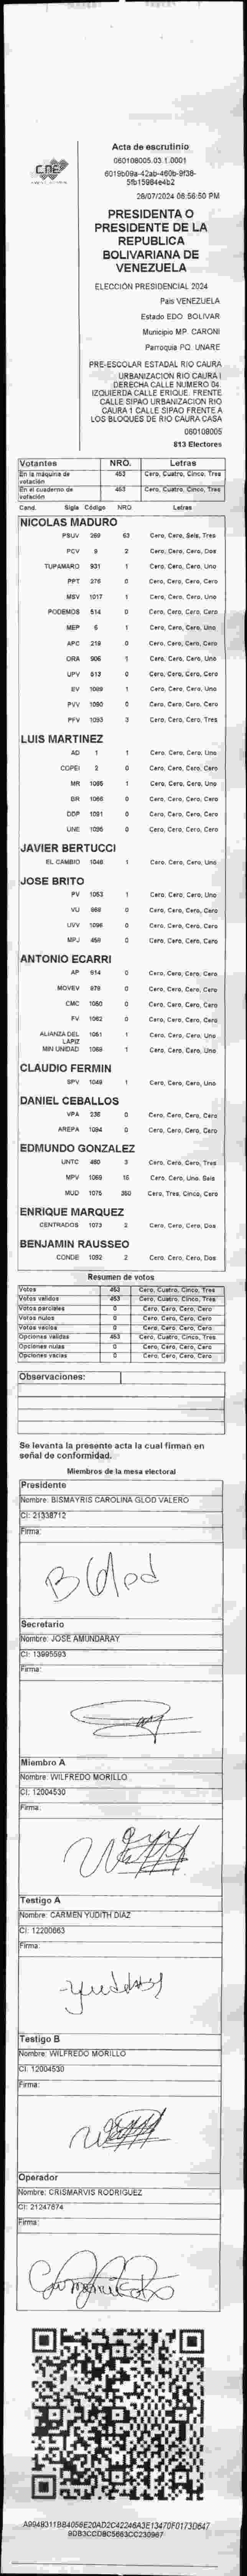 CNE
Acta de escrutinio
060108005.03.1.0001
6019b09a-42ab-460b-9f38-
5fb15984e4b2
28/07/2024 08:56:50 PM
PRESIDENTA O
PRESIDENTE DE LA
REPUBLICA
BOLIVARIANA DE
VENEZUELA
ELECCIÓN PRESIDENCIAL 2024
País VENEZUELA
Estado EDO. BOLIVAR
Municipio MP. CARONI
Parroquia PQ. UNARE
PRE-ESCOLAR ESTADAL RIO CAURA
URBANIZACION RIO CAURA I
DERECHA CALLE NUMERO 04.
IZQUIERDA CALLE ERIQUE. FRENTE
CALLE SIPAO URBANIZACION RIO
CAURA 1 CALLE SIPAO FRENTE A
LOS BLOQUES DE RIO CAURA CASA
060108005
813 Electores
Votantes NRO. Letras
En la máquina de votación 453 Cero, Cuatro, Cinco, Tres
En el cuaderno de votación 453 Cero, Cuatro, Cinco, Tres
Cand. Sigla Código NRO Letras
NICOLAS MADURO
PSUV 269 63 Cero, Cero, Seis, Tres
PCV 9 2 Cero, Cero, Cero, Dos
TUPAMARO 931 1 Cero, Cero, Cero, Uno
PPT 276 0 Cero, Cero, Cero, Cero
MSV 1017 1 Cero, Cero, Cero, Uno
PODEMOS 514 0 Cero, Cero, Cero, Cero
MEP 6 1 Cero, Cero, Cero, Uno
APC 219 0 Cero, Cero, Cero, Cero
ORA 906 1 Cero, Cero, Cero, Uno
UPV 613 0 Cero, Cero, Cero, Cero
EV 1089 1 Cero, Cero, Cero, Uno
PVV 1090 0 Cero, Cero, Cero, Cero
PFV 1093 3 Cero, Cero, Cero, Tres
LUIS MARTINEZ
AD 1 1 Cero, Cero, Cero, Uno
COPEI 2 0 Cero, Cero, Cero, Cero
MR 1065 1 Cero, Cero, Cero, Uno
BR 1066 0 Cero, Cero, Cero, Cero
DDP 1091 0 Cero, Cero, Cero, Cero
UNE 1096 0 Cero, Cero, Cero, Cero
JAVIER BERTUCCI
EL CAMBIO 1048 1 Cero, Cero, Cero, Uno
JOSE BRITO
PV 1053 1 Cero, Cero, Cero, Uno
VU 968 0 Cero, Cero, Cero, Cero
UVV 1096 0 Cero, Cero, Cero, Cero
MPJ 458 0 Cero, Cero, Cero, Cero
ANTONIO ECARRI
AP 914 0 Cero, Cero, Cero, Cero
MOVEV 978 0 Cero, Cero, Cero, Cero
CMC 1080 0 Cero, Cero, Cero, Cero
FV 1062 0 Cero, Cero, Cero, Cero
ALIANZA DEL LAPIZ 1061 1 Cero, Cero, Cero, Uno
MIN UNIDAD 1068 1 Cero, Cero, Cero, Uno
CLAUDIO FERMIN
SPV 1049 1 Cero, Cero, Cero, Uno
DANIEL CEBALLOS
VPA 236 0 Cero, Cero, Cero, Cero
AREPA 1094 0 Cero, Cero, Cero, Cero
EDMUNDO GONZALEZ
UNTC 480 3 Cero, Cero, Cero, Tres
MPV 1069 16 Cero, Cero, Uno, Seis
MUD 1075 350 Cero, Tres, Cinco, Cero
ENRIQUE MARQUEZ
CENTRADOS 1073 2 Cero, Cero, Cero, Dos
BENJAMIN RAUSSEO
CONDE 1092 2 Cero, Cero, Cero, Dos
Resumen de votos
Votos 453 Cero, Cuatro, Cinco, Tres
Votos validos 453 Cero, Cuatro, Cinco, Tres
Votos parciales 0 Cero, Cero, Cero, Cero
Votos nulos 0 Cero, Cero, Cero, Cero
Votos vacíos 0 Cero, Cero, Cero, Cero
Opciones validas 453 Cero, Cuatro, Cinco, Tres
Opciones nulas 0 Cero, Cero, Cero, Cero
Opciones vacias 0 Cero, Cero, Cero, Cero
Observaciones:
Se levanta la presente acta la cual firman en
señal de conformidad.
Miembros de la mesa electoral
Presidente
Nombre: BISMAYRIS CAROLINA GLOD VALERO
CI: 21338712
Firma:
B Glod
Secretario
Nombre: JOSE AMUNDARAY
CI: 13995593
Firma:
Miembro A
Nombre: WILFREDO MORILLO
CI: 12004530
Firma:
Testigo A
Nombre: CARMEN YUDITH DIAZ
CI: 12200663
Firma:
Testigo B
Nombre: WILFREDO MORILLO
CI: 12004530
Firma:
Operador
Nombre: CRISMARVIS RODRIGUEZ
CI: 21247674
Firma:
A9949311BB4056E20AD2C42246A3E13470F0173D647
9DB3CCDBC5663CC230967